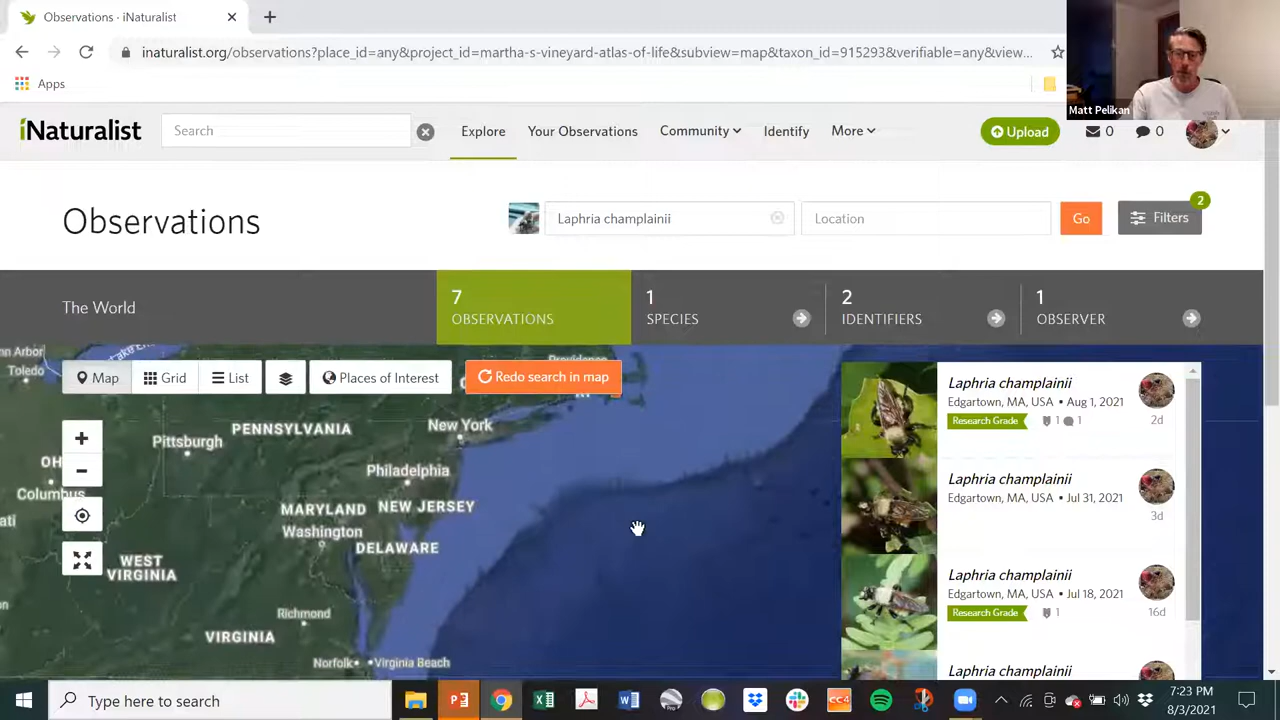 Observations · iNaturalist
inaturalist.org/observations?place_id=any&project_id=martha-s-vineyard-atlas-of-life&subview=map&taxon_id=915293&verifiable=any&view...
Apps
Matt Pelikan
iNaturalist
Search
Explore
Your Observations
Community
Identify
More
Upload
0
0
Observations
Laphria champlainii
Location
Go
Filters
2
The World
7
OBSERVATIONS
1
SPECIES
2
IDENTIFIERS
1
OBSERVER
nn Arbor
Toledo
Providence
Map
Grid
List
Places of Interest
Redo search in map
PENNSYLVANIA
New York
Pittsburgh
OH
Columbus
Philadelphia
MARYLAND
NEW JERSEY
Washington
DELAWARE
WEST
VIRGINIA
ati
Richmond
VIRGINIA
Norfolk
Virginia Beach
Laphria champlainii
Edgartown, MA, USA • Aug 1, 2021
Research Grade
1
1
2d
Laphria champlainii
Edgartown, MA, USA • Jul 31, 2021
3d
Laphria champlainii
Edgartown, MA, USA • Jul 18, 2021
Research Grade
1
16d
Laphria champlainii
Type here to search
7:23 PM
8/3/2021